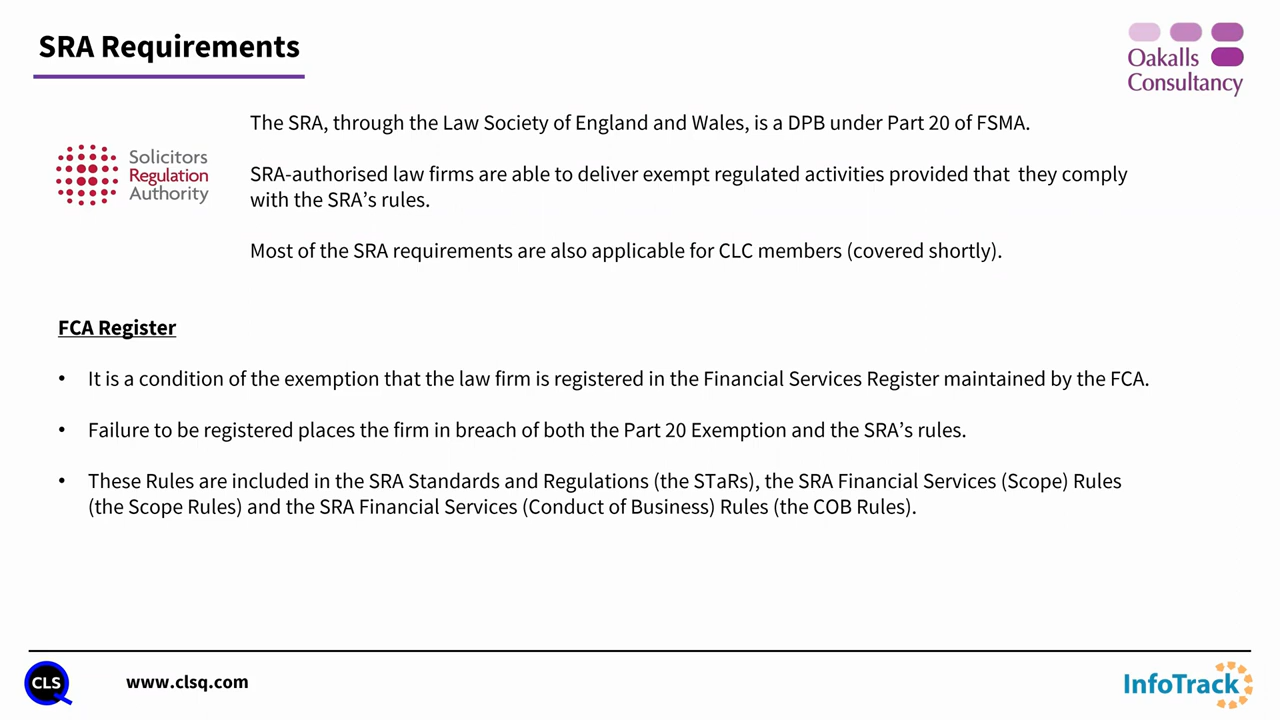 SRA Requirements
Oakalls
Consultancy
The SRA, through the Law Society of England and Wales, is a DPB under Part 20 of FSMA.
Solicitors
Regulation
Authority
SRA-authorised law firms are able to deliver exempt regulated activities provided that they comply
with the SRA's rules.
Most of the SRA requirements are also applicable for CLC members (covered shortly).
FCA Register
• It is a condition of the exemption that the law firm is registered in the Financial Services Register maintained by the FCA.
• Failure to be registered places the firm in breach of both the Part 20 Exemption and the SRA's rules.
• These Rules are included in the SRA Standards and Regulations (the STaRs), the SRA Financial Services (Scope) Rules
(the Scope Rules) and the SRA Financial Services (Conduct of Business) Rules (the COB Rules).
CLS
www.clsq.com
InfoTrack